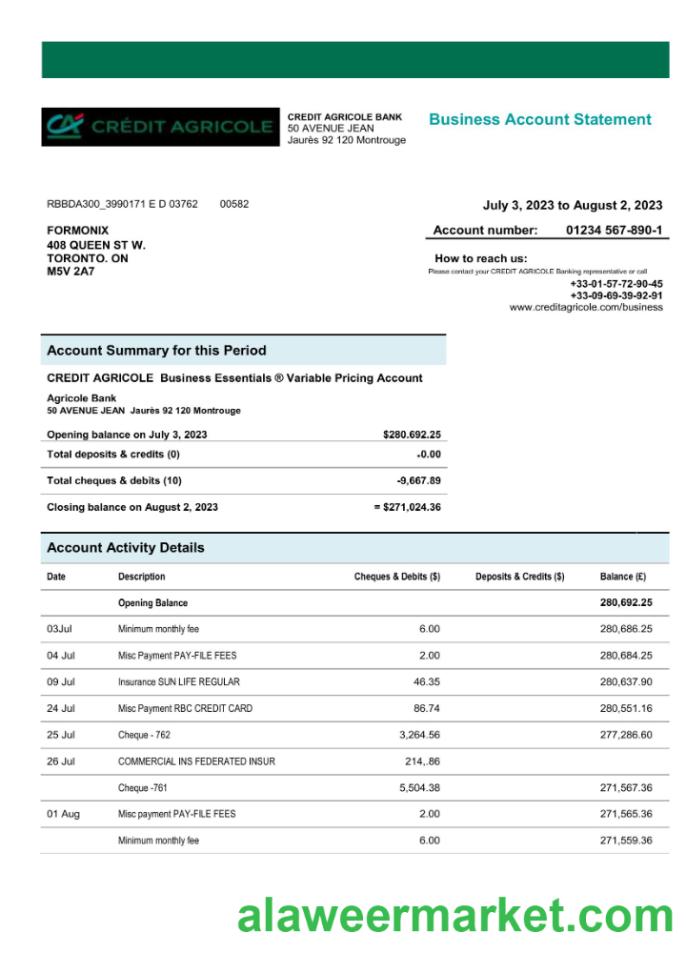 CRÉDIT AGRICOLE
CREDIT AGRICOLE BANK
50 AVENUE JEAN
Jaurès 92 120 Montrouge
Business Account Statement
RBBDA300_3990171 E D 03762 00582
July 3, 2023 to August 2, 2023
FORMONIX
408 QUEEN ST W.
TORONTO. ON
M5V 2A7
Account number: 01234 567-890-1
How to reach us:
Please contact your CREDIT AGRICOLE Banking representative or call
+33-01-57-72-90-45
+33-09-69-39-92-91
www.creditagricole.com/business
Account Summary for this Period
CREDIT AGRICOLE Business Essentials ® Variable Pricing Account
Agricole Bank
50 AVENUE JEAN Jaurès 92 120 Montrouge
Opening balance on July 3, 2023 $280.692.25
Total deposits & credits (0) -0.00
Total cheques & debits (10) -9,667.89
Closing balance on August 2, 2023 = $271,024.36
Account Activity Details
Date Description Cheques & Debits ($) Deposits & Credits ($) Balance (£)
Opening Balance 280,692.25
03Jul Minimum monthly fee 6.00 280,686.25
04 Jul Misc Payment PAY-FILE FEES 2.00 280,684.25
09 Jul Insurance SUN LIFE REGULAR 46.35 280,637.90
24 Jul Misc Payment RBC CREDIT CARD 86.74 280,551.16
25 Jul Cheque - 762 3,264.56 277,286.60
26 Jul COMMERCIAL INS FEDERATED INSUR 214,.86
Cheque -761 5,504.38 271,567.36
01 Aug Misc payment PAY-FILE FEES 2.00 271,565.36
Minimum monthly fee 6.00 271,559.36
alaweermarket.com